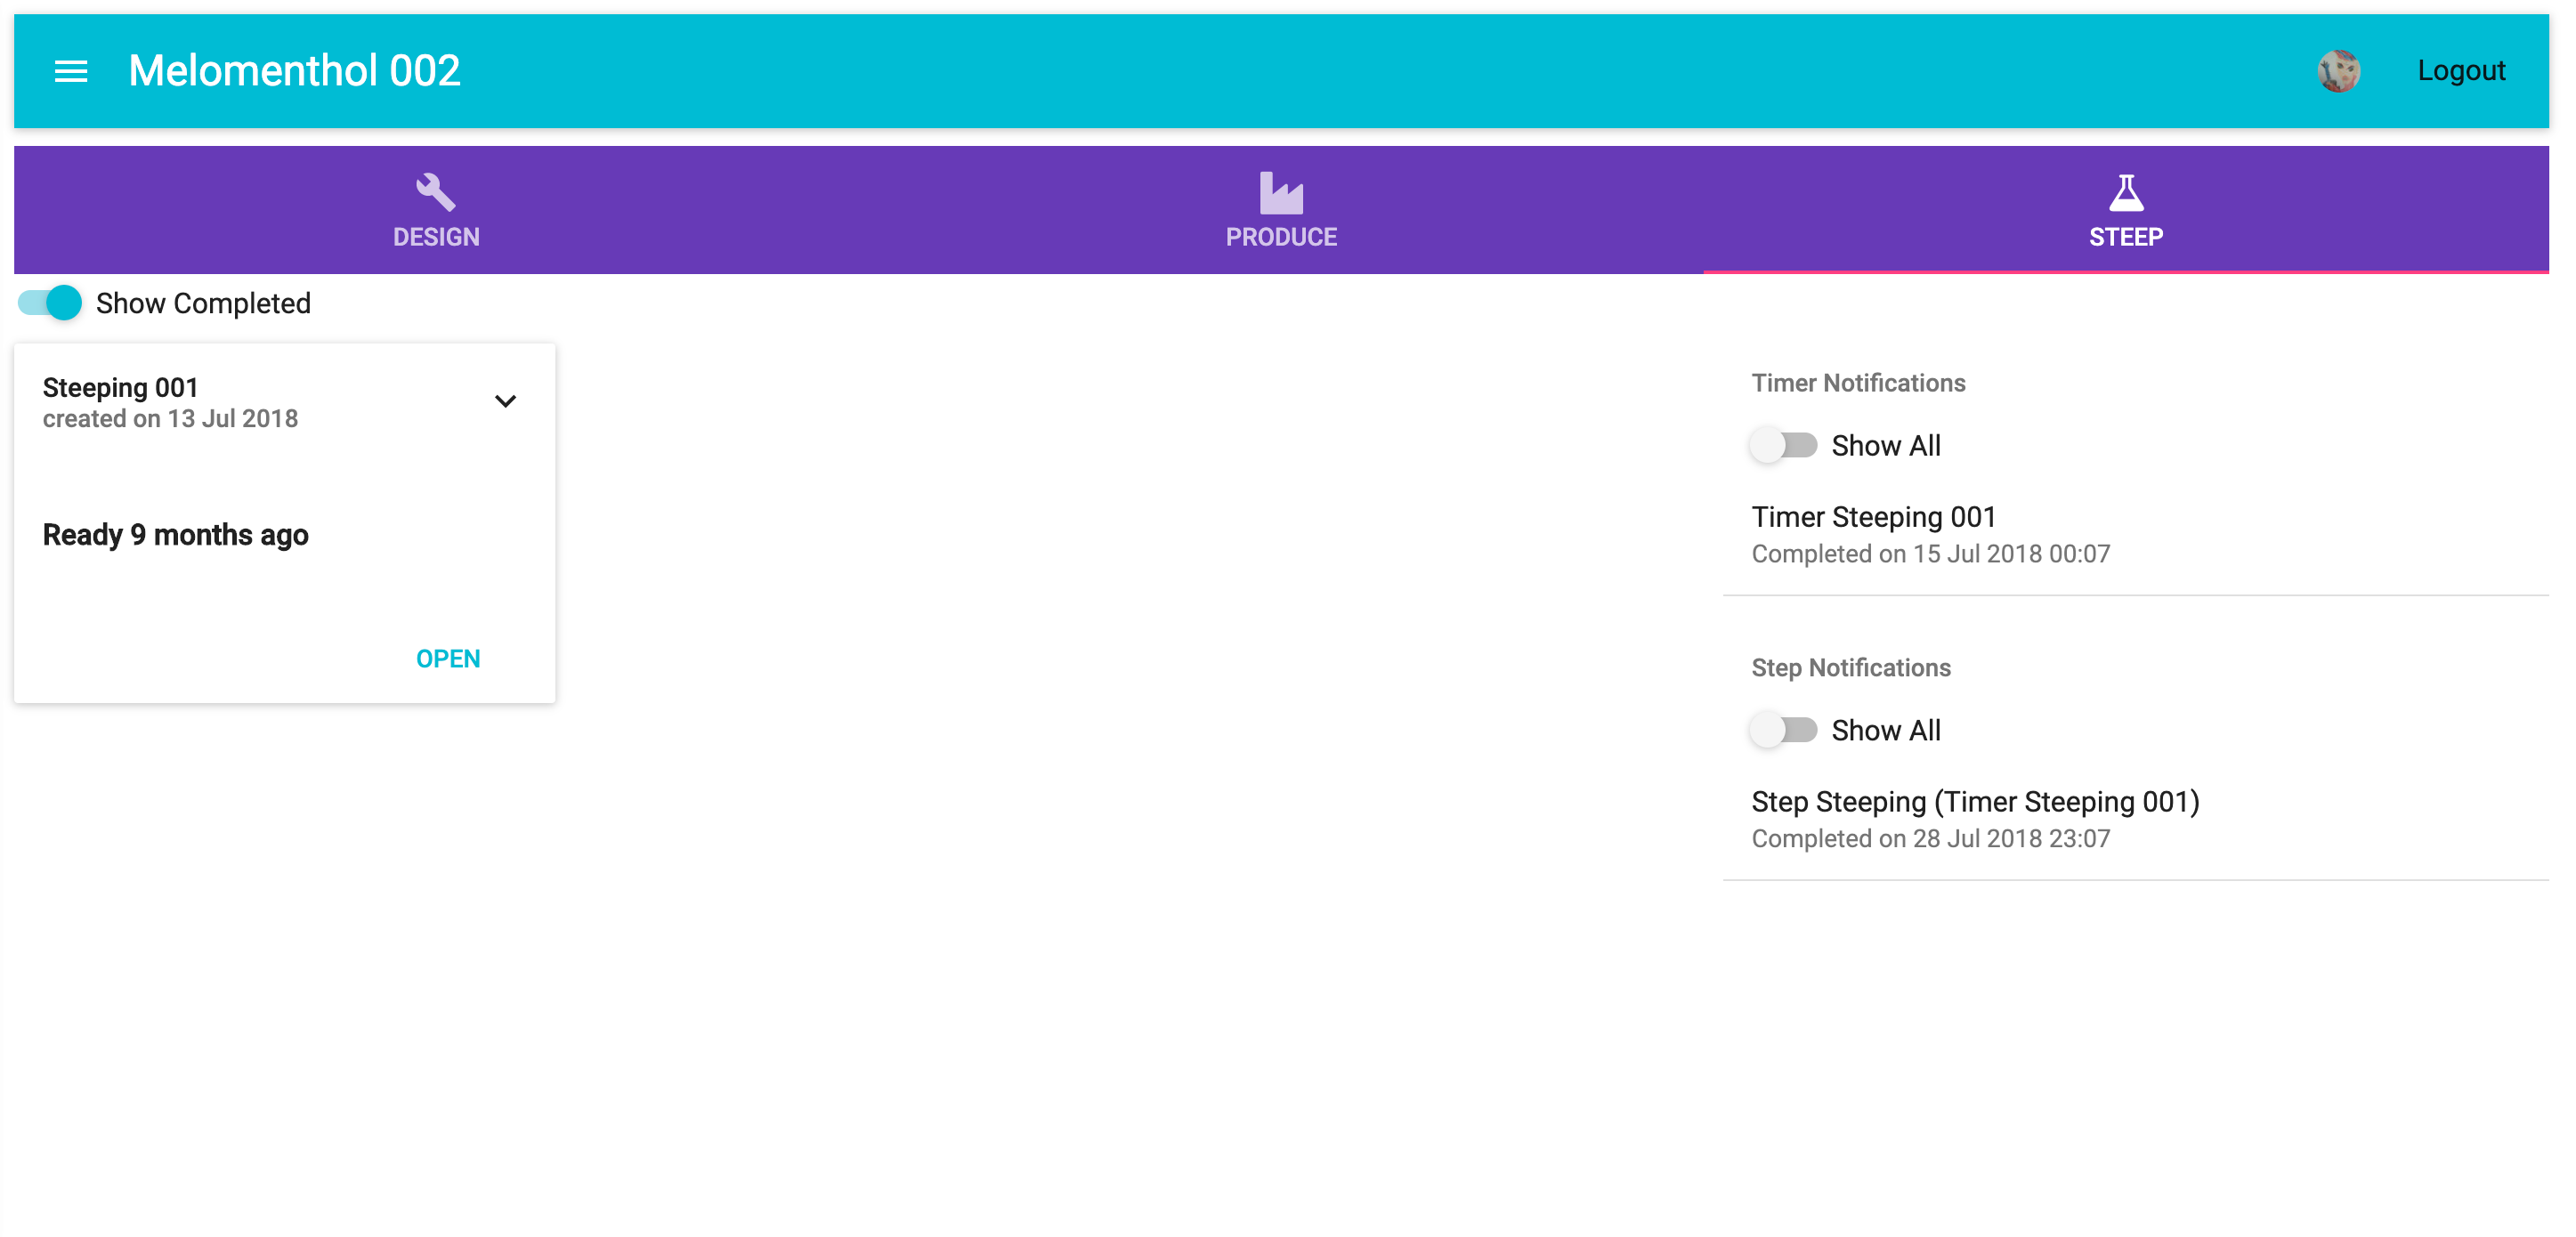 Melomenthol 002
Logout
DESIGN
PRODUCE
STEEP
Show Completed
Steeping 001
created on 13 Jul 2018
Ready 9 months ago
OPEN
Timer Notifications
Show All
Timer Steeping 001
Completed on 15 Jul 2018 00:07
Step Notifications
Show All
Step Steeping (Timer Steeping 001)
Completed on 28 Jul 2018 23:07